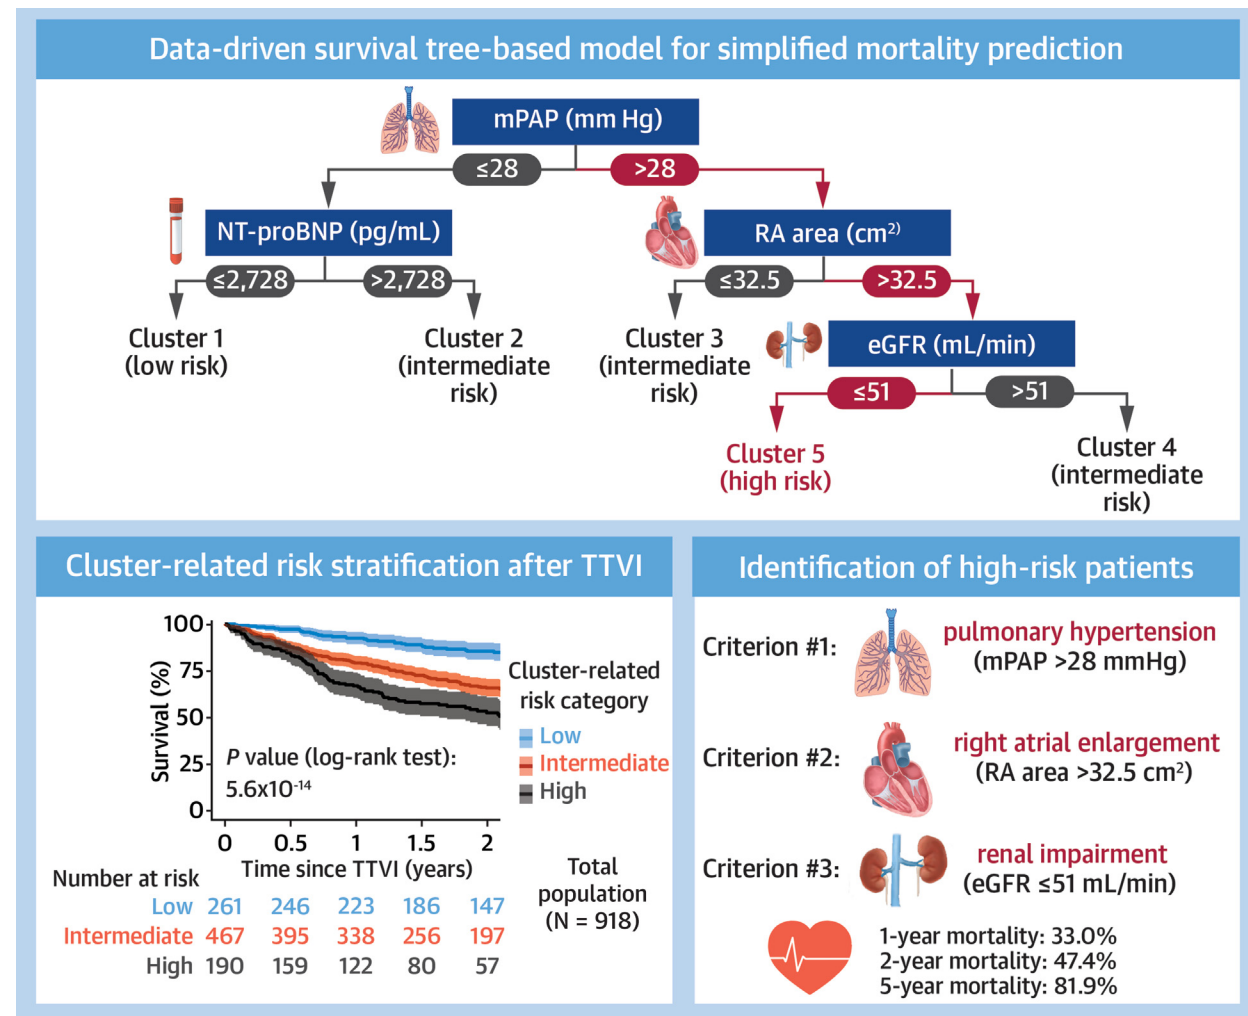 Data-driven survival tree-based model for simplified mortality prediction
mPAP (mm Hg)
≤28
>28
NT-proBNP (pg/mL)
RA area (cm²⁾
≤2,728
>2,728
≤32.5
>32.5
Cluster 1
(low risk)
Cluster 2
(intermediate
risk)
Cluster 3
(intermediate
risk)
eGFR (mL/min)
≤51
>51
Cluster 5
(high risk)
Cluster 4
(intermediate
risk)
Cluster-related risk stratification after TTVI
Survival (%)
100
75
50
25
0
P value (log-rank test):
5.6x10⁻¹⁴
0 0.5 1 1.5 2
Time since TTVI (years)
Cluster-related
risk category
Low
Intermediate
High
Number at risk
Low 261 246 223 186 147
Intermediate 467 395 338 256 197
High 190 159 122 80 57
Total
population
(N = 918)
Identification of high-risk patients
Criterion #1:
pulmonary hypertension
(mPAP >28 mmHg)
Criterion #2:
right atrial enlargement
(RA area >32.5 cm²)
Criterion #3:
renal impairment
(eGFR ≤51 mL/min)
1-year mortality: 33.0%
2-year mortality: 47.4%
5-year mortality: 81.9%